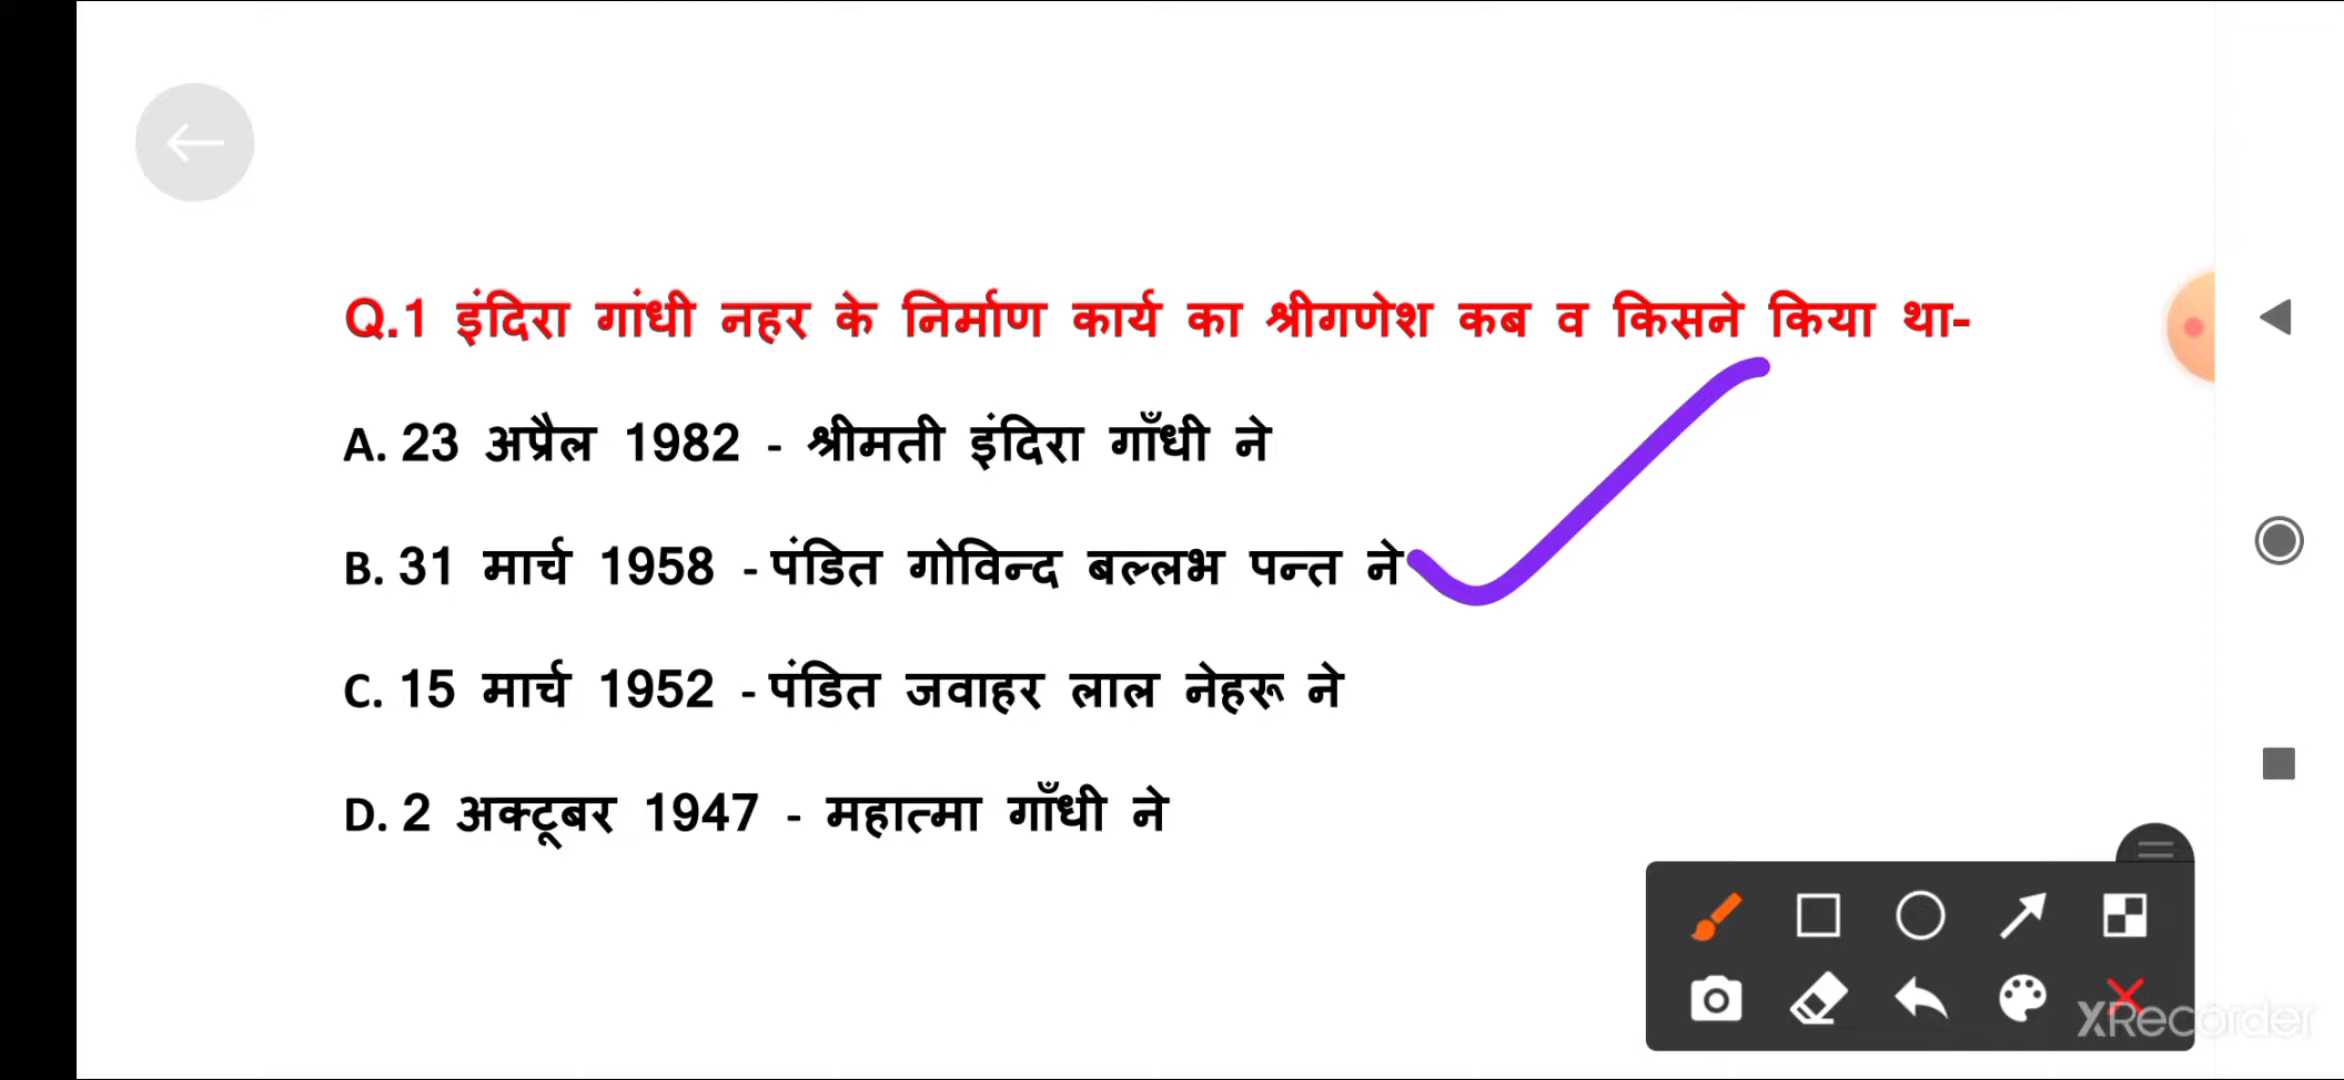 Q.1 इंदिरा गांधी नहर के निर्माण कार्य का श्रीगणेश कब व किसने किया था-
A. 23 अप्रैल 1982 - श्रीमती इंदिरा गाँधी ने
B. 31 मार्च 1958 - पंडित गोविन्द बल्लभ पन्त ने
C. 15 मार्च 1952 - पंडित जवाहर लाल नेहरू ने
D. 2 अक्टूबर 1947 - महात्मा गाँधी ने
XRecorder